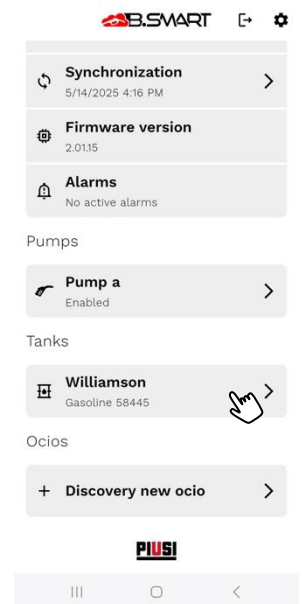 B.SMART
Synchronization
5/14/2025 4:16 PM
Firmware version
2.01.15
Alarms
No active alarms
Pumps
Pump a
Enabled
Tanks
Williamson
Gasoline 58445
Ocios
+ Discovery new ocio
PIUSI